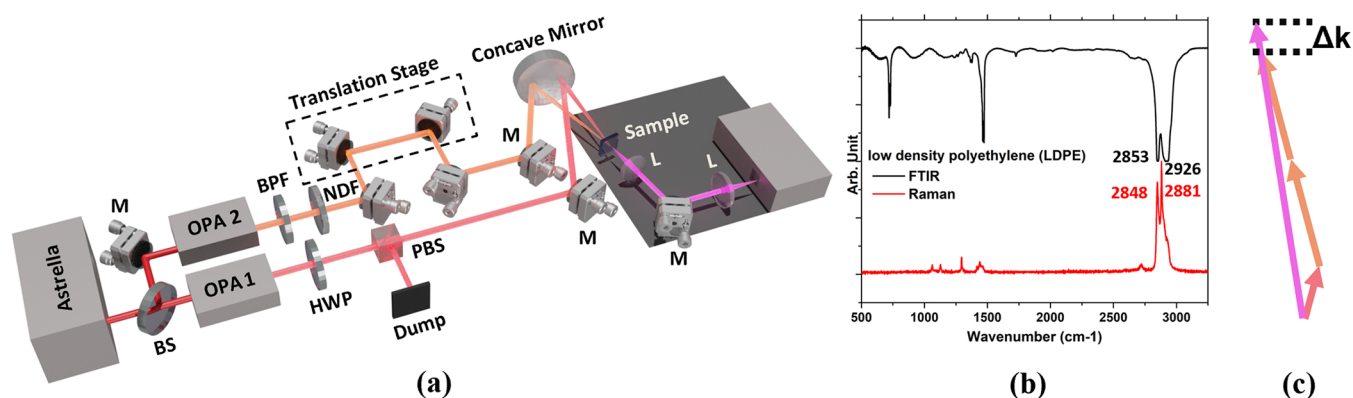 Concave Mirror
Translation Stage
M
Sample
L
L
BPF
NDF
M
OPA 2
PBS
M
M
Astrella
OPA 1
HWP
Dump
BS
(a)
Arb. Unit
low density polyethylene (LDPE)
FTIR
Raman
2853
2926
2848
2881
500
1000
1500
2000
2500
3000
Wavenumber (cm-1)
(b)
Δk
(c)